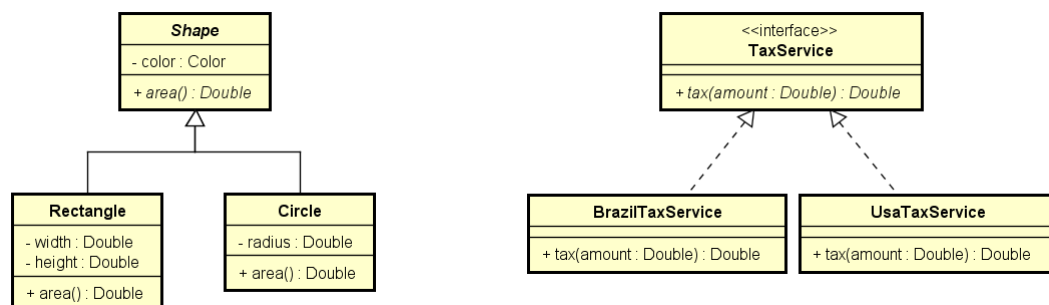 Shape
- color : Color
+ area() : Double
Rectangle
- width : Double
- height : Double
+ area() : Double
Circle
- radius : Double
+ area() : Double
<<interface>>
TaxService
+ tax(amount : Double) : Double
BrazilTaxService
+ tax(amount : Double) : Double
UsaTaxService
+ tax(amount : Double) : Double